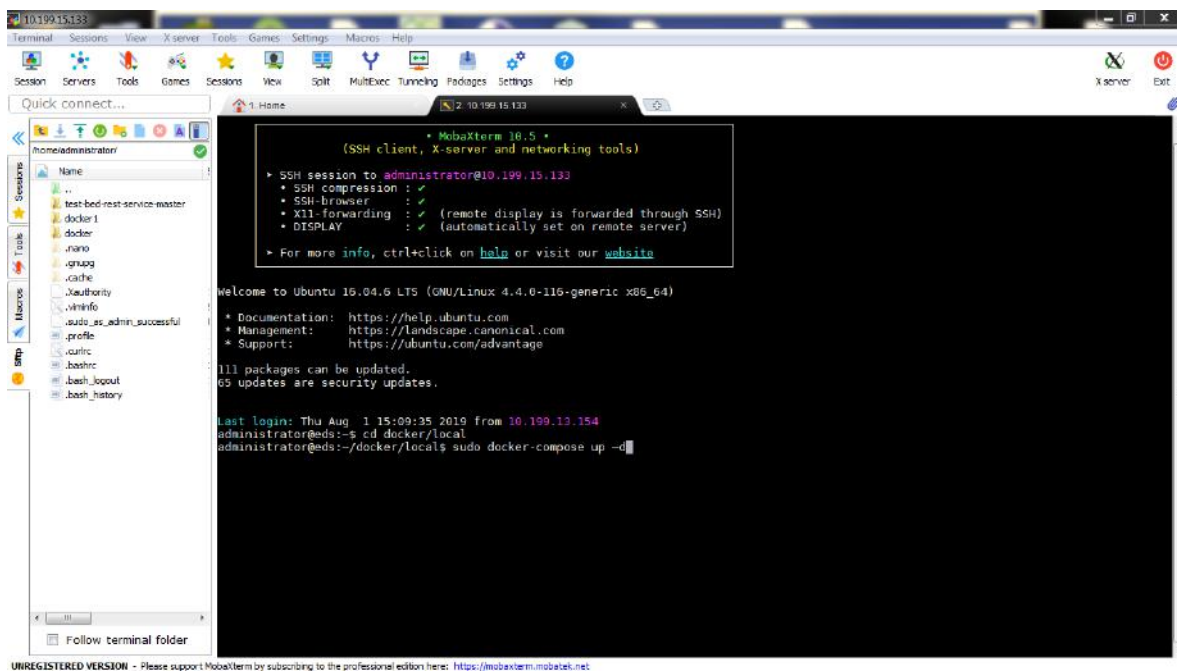 10.199.15.133
Terminal Sessions View X server Tools Games Settings Macros Help
Session Servers Tools Games Sessions View Split MultiExec Tunneling Packages Settings Help X server Exit
Quick connect...
1. Home
2. 10.199.15.133
/home/administrator/
Name
..
test-bed-rest-service-master
docker1
docker
.nano
.gnupg
.cache
.Xauthority
.viminfo
.sudo_as_admin_successful
.profile
.curlrc
.bashrc
.bash_logout
.bash_history
Sessions
Tools
Macros
Sftp
Follow terminal folder
• MobaXterm 10.5 •
(SSH client, X-server and networking tools)
► SSH session to administrator@10.199.15.133
• SSH compression : ✔
• SSH-browser : ✔
• X11-forwarding : ✔ (remote display is forwarded through SSH)
• DISPLAY : ✔ (automatically set on remote server)
► For more info, ctrl+click on help or visit our website
Welcome to Ubuntu 16.04.6 LTS (GNU/Linux 4.4.0-116-generic x86_64)
* Documentation: https://help.ubuntu.com
* Management: https://landscape.canonical.com
* Support: https://ubuntu.com/advantage
111 packages can be updated.
65 updates are security updates.
Last login: Thu Aug 1 15:09:35 2019 from 10.199.13.154
administrator@eds:~$ cd docker/local
administrator@eds:~/docker/local$ sudo docker-compose up –d
UNREGISTERED VERSION - Please support MobaXterm by subscribing to the professional edition here: https://mobaxterm.mobatek.net